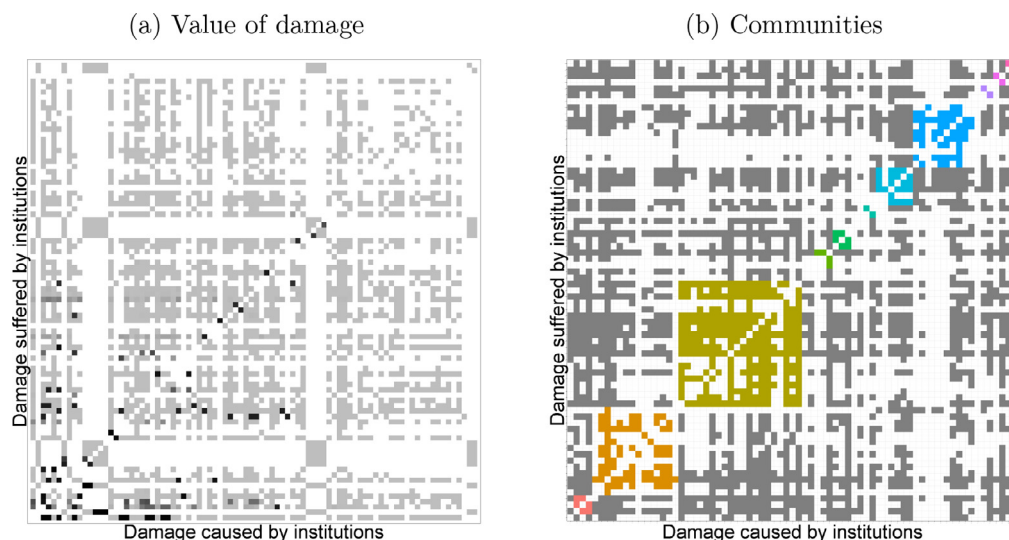 (a) Value of damage
(b) Communities
Damage suffered by institutions
Damage caused by institutions
Damage suffered by institutions
Damage caused by institutions